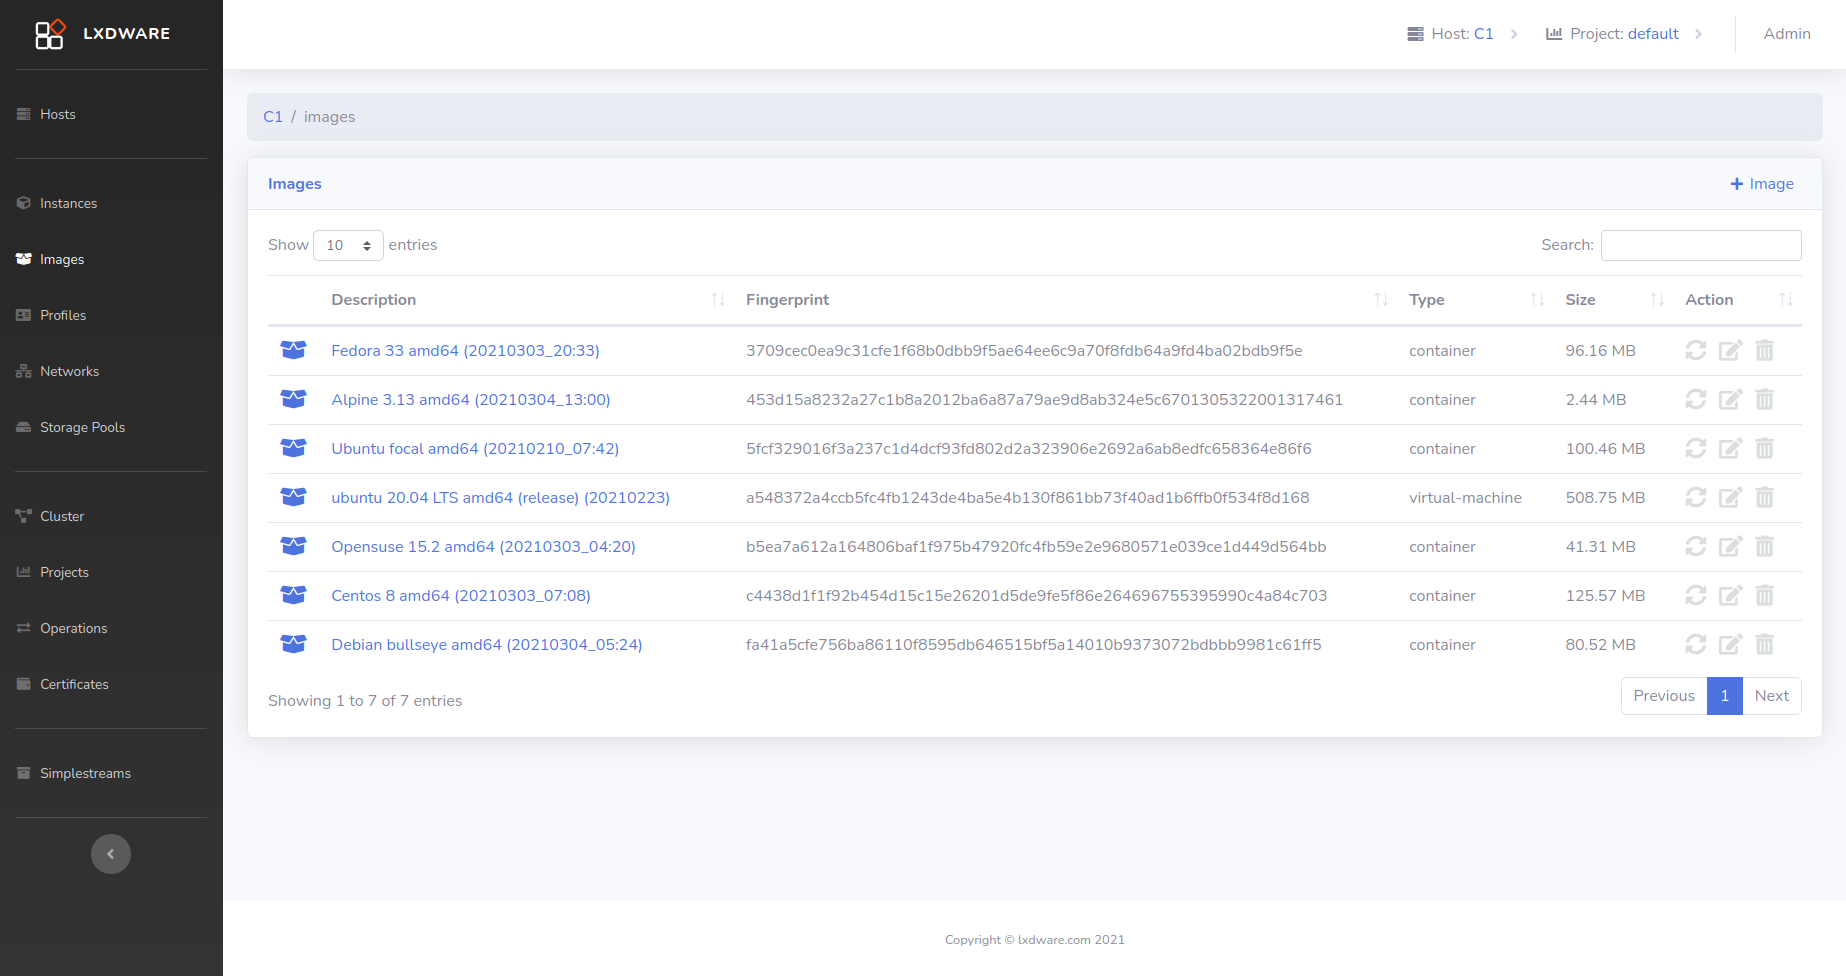 LXDWARE
Host: C1
Project: default
Admin
Hosts
Instances
Images
Profiles
Networks
Storage Pools
Cluster
Projects
Operations
Certificates
Simplestreams
C1 / images
Images
Image
Show 10 entries
Search:
Description Fingerprint Type Size Action
Fedora 33 amd64 (20210303_20:33) 3709cec0ea9c31cfe1f68b0dbb9f5ae64ee6c9a70f8fdb64a9fd4ba02bdb9f5e container 96.16 MB
Alpine 3.13 amd64 (20210304_13:00) 453d15a8232a27c1b8a2012ba6a87a79ae9d8ab324e5c6701305322001317461 container 2.44 MB
Ubuntu focal amd64 (20210210_07:42) 5fcf329016f3a237c1d4dcf93fd802d2a323906e2692a6ab8edfc658364e86f6 container 100.46 MB
ubuntu 20.04 LTS amd64 (release) (20210223) a548372a4ccb5fc4fb1243de4ba5e4b130f861bb73f40ad1b6ffb0f534f8d168 virtual-machine 508.75 MB
Opensuse 15.2 amd64 (20210303_04:20) b5ea7a612a164806baf1f975b47920fc4fb59e2e9680571e039ce1d449d564bb container 41.31 MB
Centos 8 amd64 (20210303_07:08) c4438d1f1f92b454d15c15e26201d5de9fe5f86e264696755395990c4a84c703 container 125.57 MB
Debian bullseye amd64 (20210304_05:24) fa41a5cfe756ba86110f8595db646515bf5a14010b9373072bdbbb9981c61ff5 container 80.52 MB
Showing 1 to 7 of 7 entries
Previous 1 Next
Copyright © lxdware.com 2021